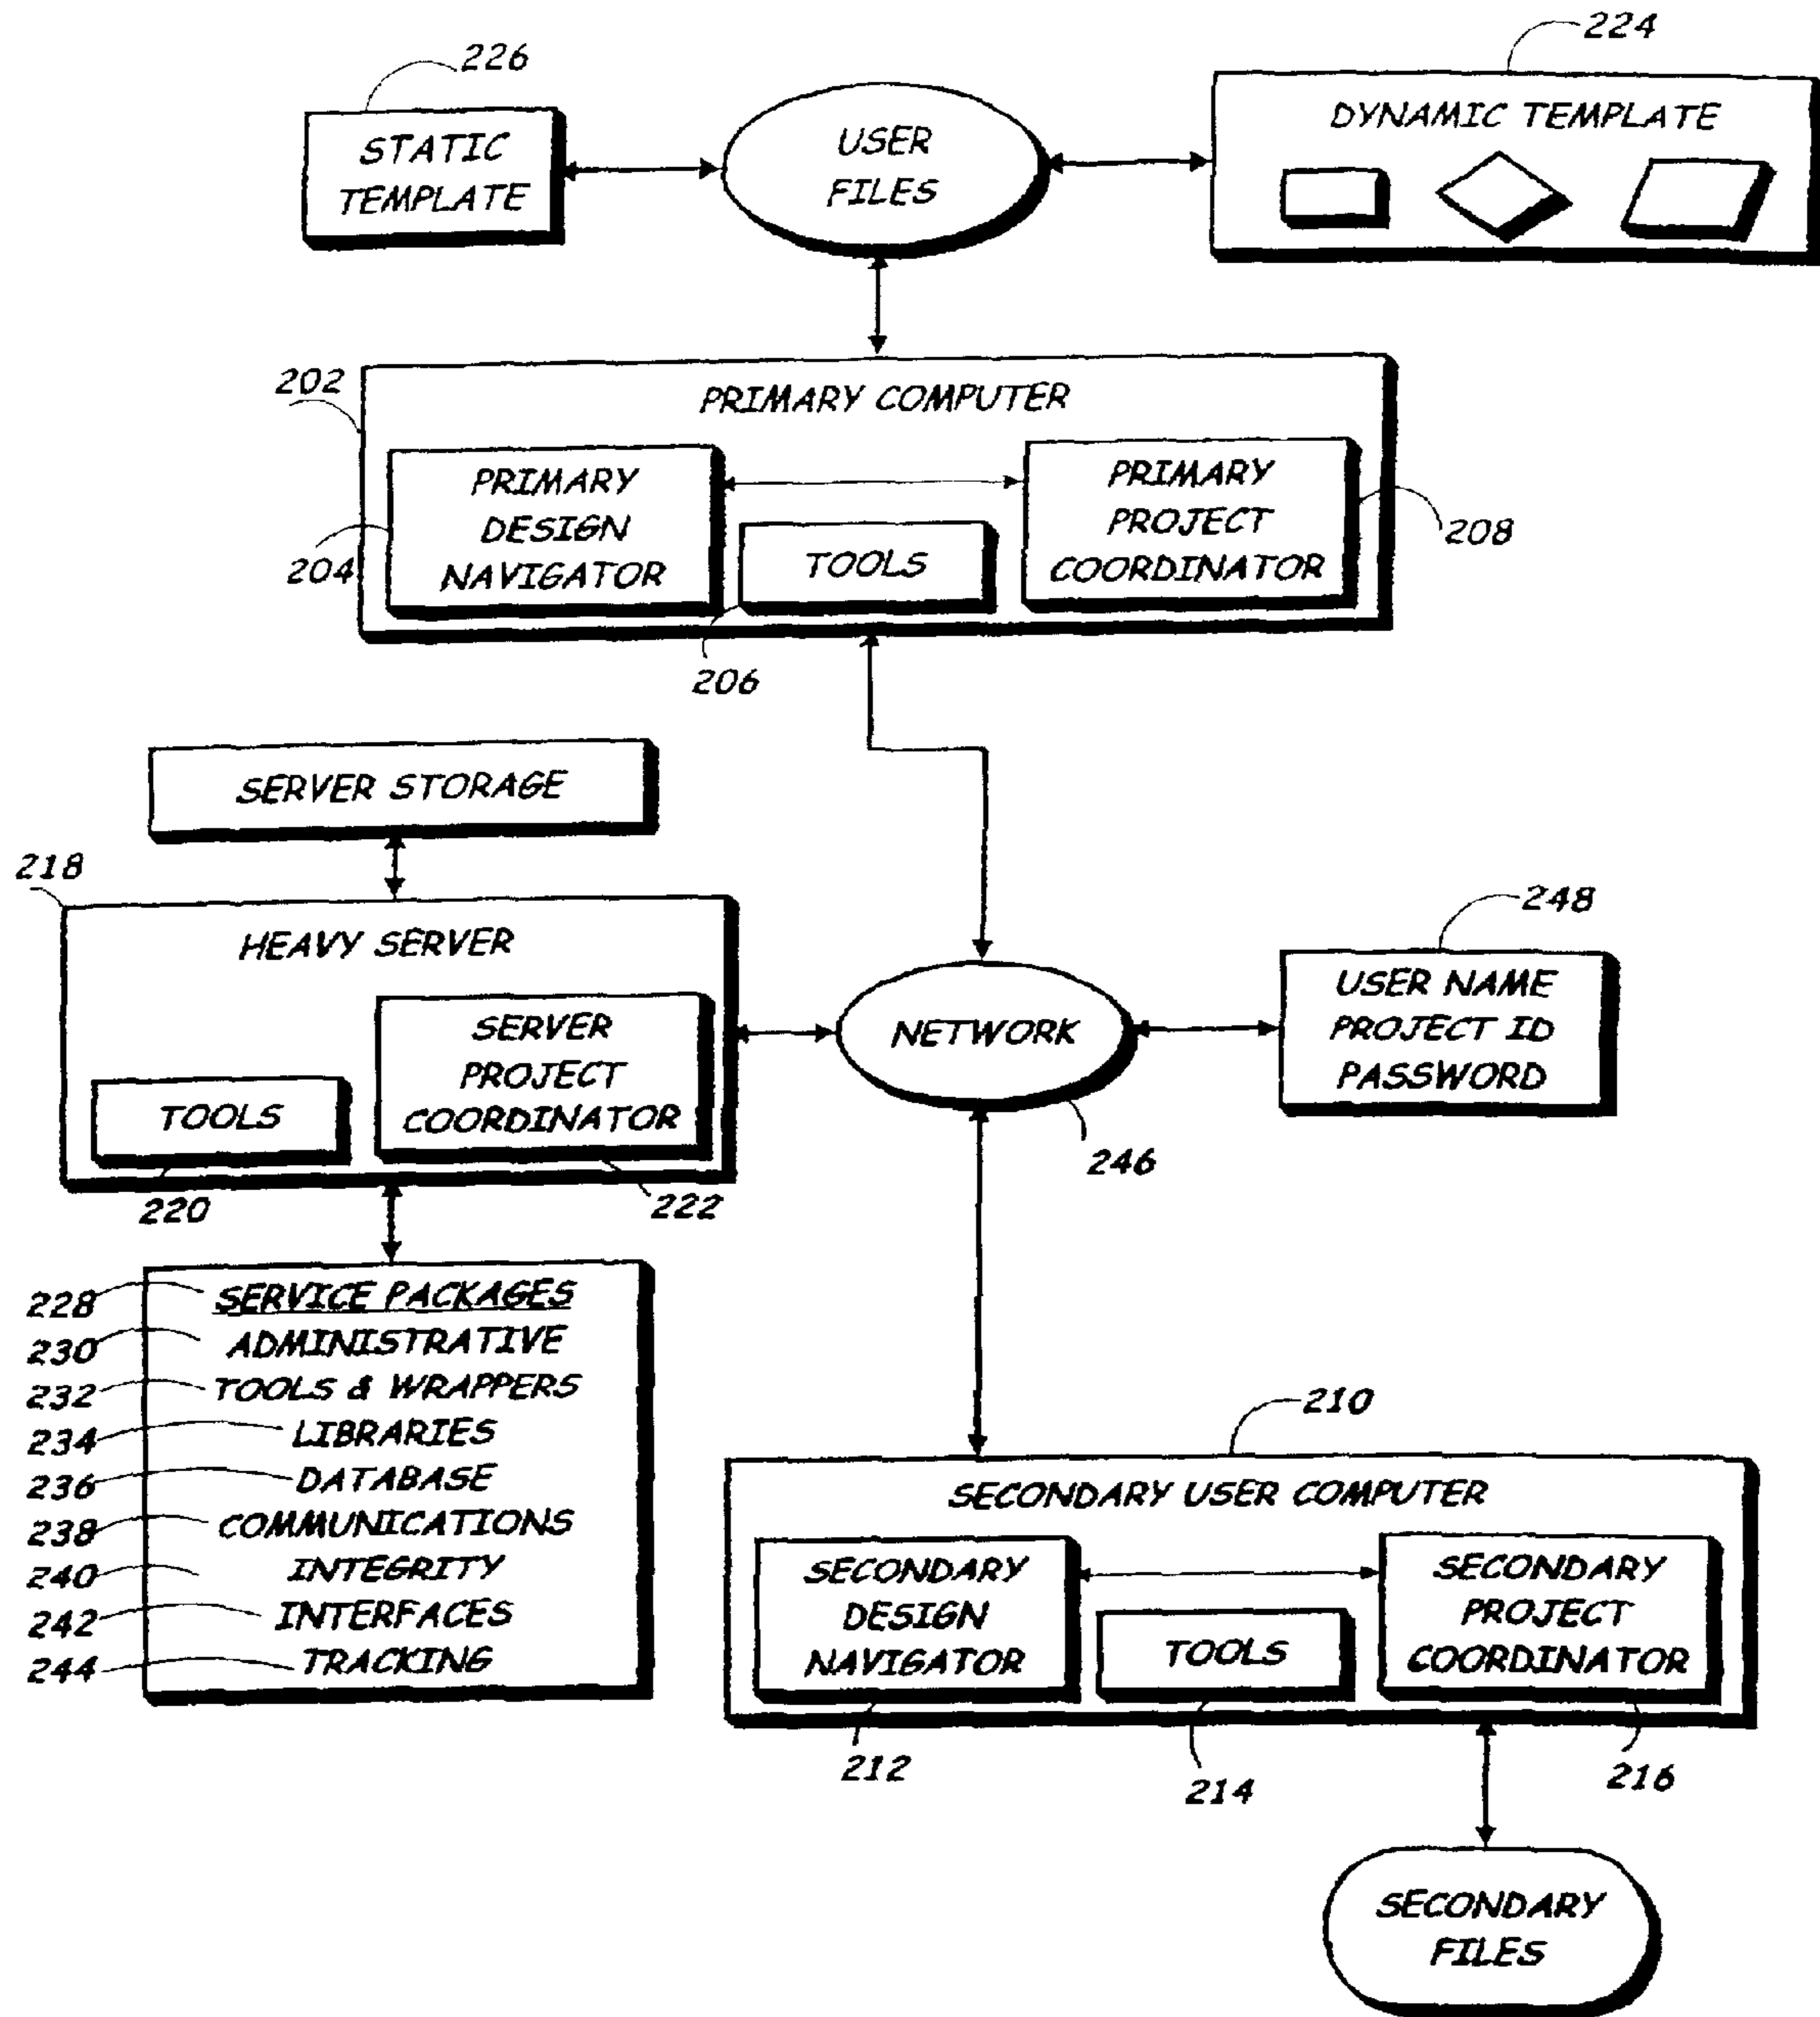 226
224
STATIC
TEMPLATE
USER
FILES
DYNAMIC TEMPLATE
202
PRIMARY COMPUTER
PRIMARY
DESIGN
NAVIGATOR
204
TOOLS
206
PRIMARY
PROJECT
COORDINATOR
208
SERVER STORAGE
218
HEAVY SERVER
TOOLS
220
SERVER
PROJECT
COORDINATOR
222
NETWORK
246
248
USER NAME
PROJECT ID
PASSWORD
228 SERVICE PACKAGES
230 ADMINISTRATIVE
232 TOOLS & WRAPPERS
234 LIBRARIES
236 DATABASE
238 COMMUNICATIONS
240 INTEGRITY
242 INTERFACES
244 TRACKING
210
SECONDARY USER COMPUTER
SECONDARY
DESIGN
NAVIGATOR
212
TOOLS
214
SECONDARY
PROJECT
COORDINATOR
216
SECONDARY
FILES